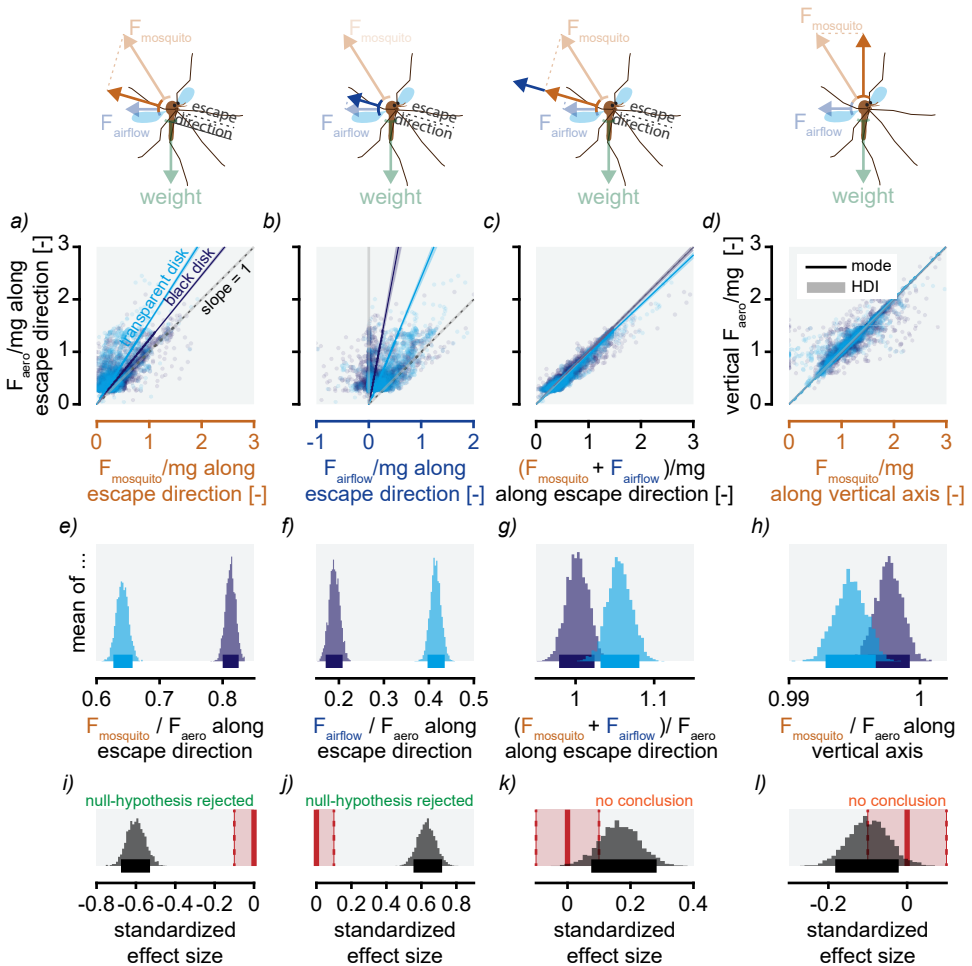 F mosquito
F mosquito
F mosquito
F mosquito
escape
direction
F airflow
weight
escape
direction
F airflow
weight
escape
direction
F airflow
weight
F airflow
weight
a)
b)
c)
d)
F aero/mg along
escape direction [-]
3
2
1
0
transparent disk
black disk
slope = 1
0 1 2 3
F mosquito/mg along
escape direction [-]
-1 0 1 2
F airflow/mg along
escape direction [-]
0 1 2 3
(F mosquito + F airflow)/mg
along escape direction [-]
vertical F aero/mg [-]
3
2
1
0
mode
HDI
0 1 2 3
F mosquito/mg
along vertical axis [-]
e)
f)
g)
h)
mean of ...
0.6 0.7 0.8
F mosquito / F aero along
escape direction
0.2 0.3 0.4 0.5
F airflow / F aero along
escape direction
1 1.1
(F mosquito + F airflow)/ F aero
along escape direction
0.99 1
F mosquito / F aero along
vertical axis
i)
j)
k)
l)
null-hypothesis rejected
null-hypothesis rejected
no conclusion
no conclusion
-0.8 -0.6 -0.4 -0.2 0
standardized
effect size
0 0.2 0.4 0.6 0.8
standardized
effect size
0 0.2 0.4
standardized
effect size
-0.2 0
standardized
effect size